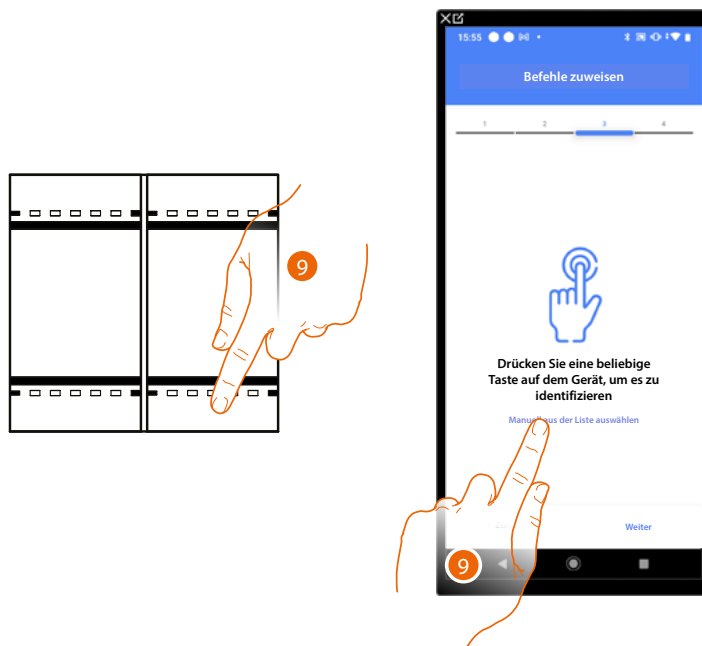 15:55
Befehle zuweisen
1 2 3 4
9
Drücken Sie eine beliebige
Taste auf dem Gerät, um es zu
identifizieren
Manuell aus der Liste auswählen
Weiter
9